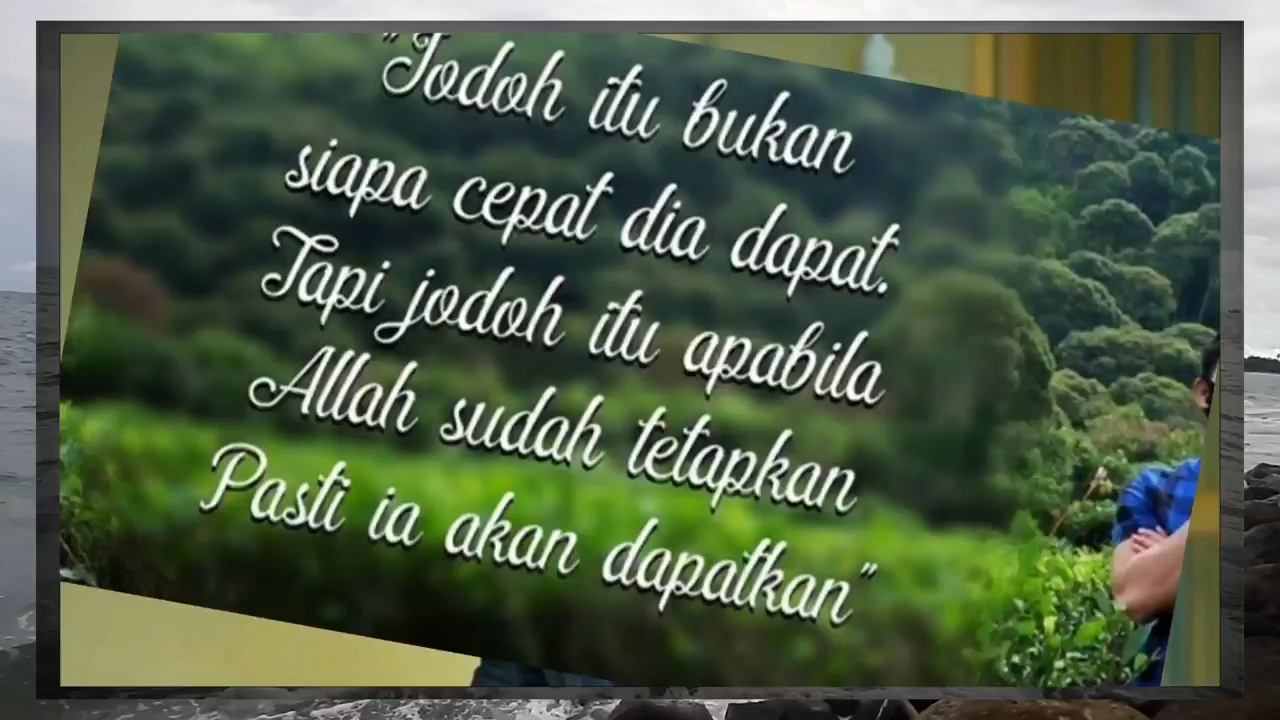 "Jodoh itu bukan
siapa cepat dia dapat.
Tapi jodoh itu apabila
Allah sudah tetapkan
Pasti ia akan dapatkan"